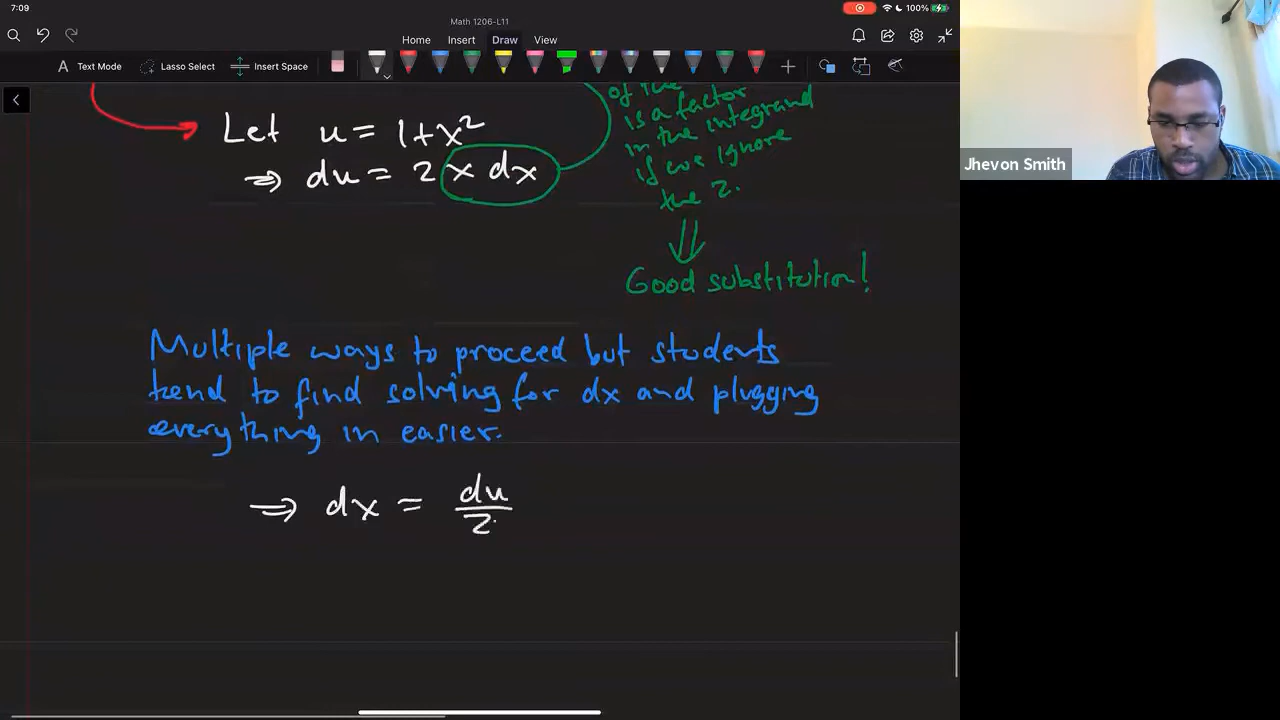 7:09
100%
Math 1206-L11
Home Insert Draw View
Text Mode Lasso Select Insert Space
of the
is a factor
in the integrand
if we ignore
the 2.
Let u = 1+x²
⇒ du = 2 x dx
Good substitution!
Multiple ways to proceed but students
tend to find solving for dx and plugging
everything in easier.
⇒ dx = du/2
Jhevon Smith